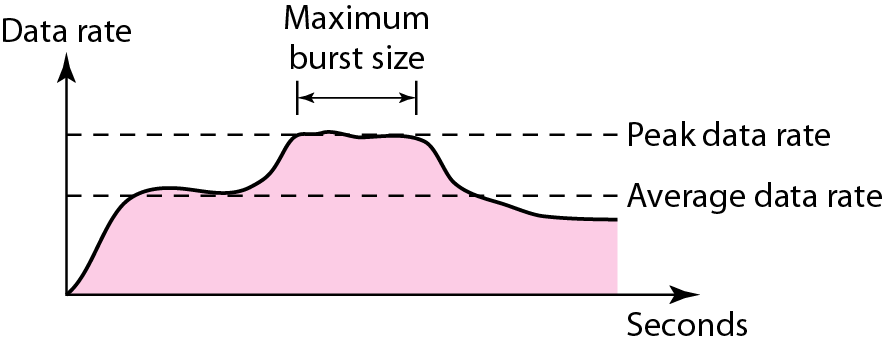 Data rate
Maximum
burst size
Peak data rate
Average data rate
Seconds